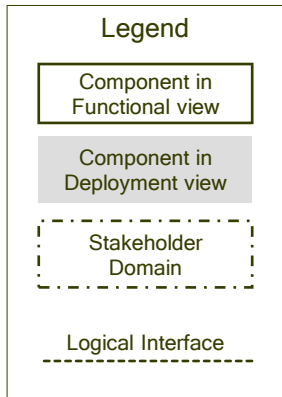 Legend
Component in
Functional view
Component in
Deployment view
Stakeholder
Domain
Logical Interface